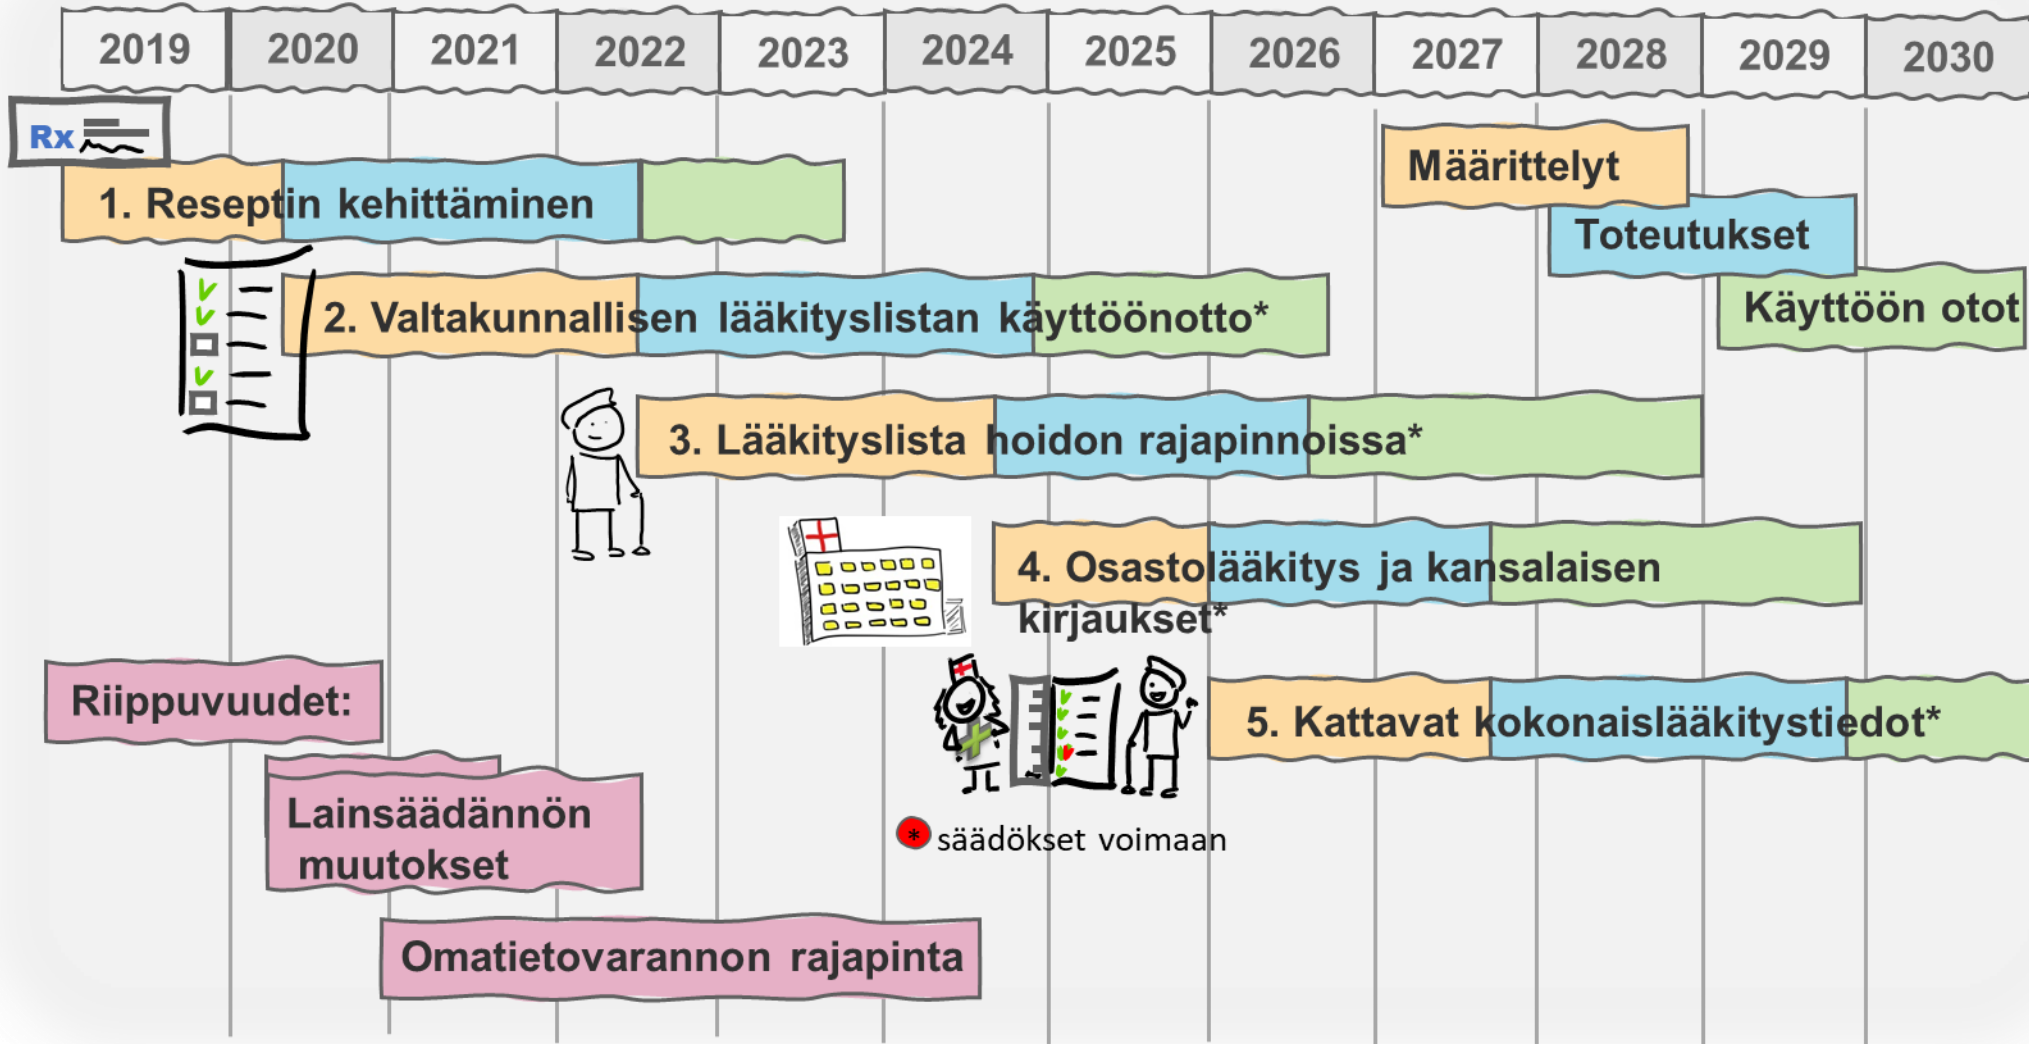 2019 2020 2021 2022 2023 2024 2025 2026 2027 2028 2029 2030
Rx
1. Reseptin kehittäminen
Määrittelyt
Toteutukset
Käyttöön otot
2. Valtakunnallisen lääkityslistan käyttöönotto*
3. Lääkityslista hoidon rajapinnoissa*
4. Osastolääkitys ja kansalaisen
kirjaukset*
Riippuvuudet:
5. Kattavat kokonaislääkitystiedot*
Lainsäädännön
muutokset
* säädökset voimaan
Omatietovarannon rajapinta